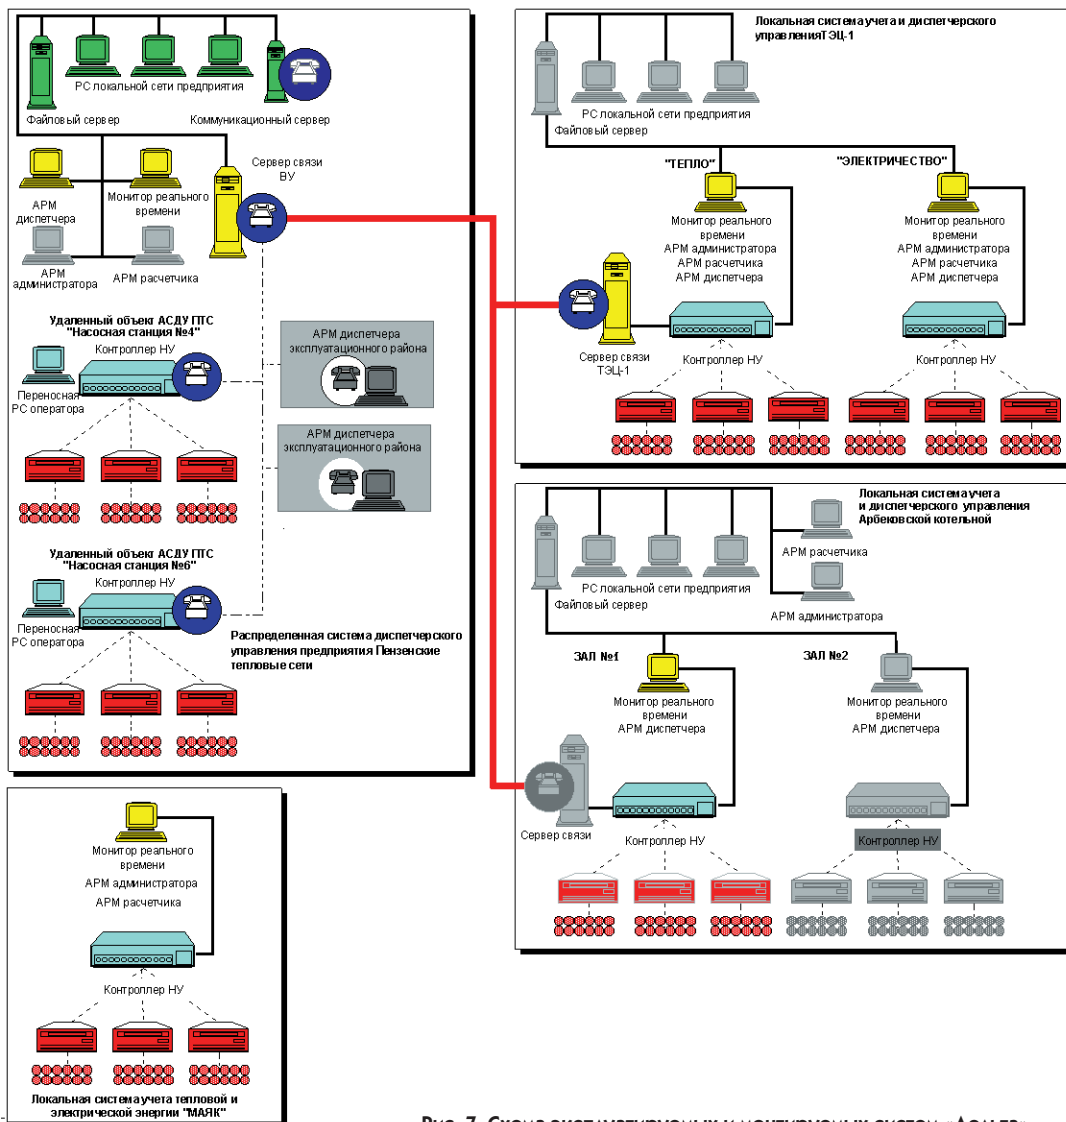 РС локальной сети предприятия
Файловый сервер
Коммуникационный сервер
Сервер связи
ВУ
АРМ
диспетчера
Монитор реального
времени
АРМ
администратора
АРМ расчетчика
Удаленный объект АСДУ ПТС
"Насосная станция №4"
Контроллер НУ
Переносная
РС оператора
АРМ диспетчера
эксплуатационного района
АРМ диспетчера
эксплуатационного района
Удаленный объект АСДУ ПТС
"Насосная станция №6"
Контроллер НУ
Переносная
РС оператора
Распределенная система диспетчерского
управления предприятия Пензенские
тепловые сети
Локальная система учета и диспетчерского
управленияТЭЦ-1
РС локальной сети предприятия
Файловый сервер
"ТЕПЛО"
"ЭЛЕКТРИЧЕСТВО"
Монитор реального
времени
АРМ администратора
АРМ расчетчика
АРМ диспетчера
Монитор реального
времени
АРМ администратора
АРМ расчетчика
АРМ диспетчера
Сервер связи
ТЭЦ-1
Контроллер НУ
Контроллер НУ
Локальная система учета
и диспетчерского управления
Арбековской котельной
АРМ расчетчика
РС локальной сети предприятия
Файловый сервер
АРМ администратора
ЗАЛ №1
ЗАЛ №2
Монитор реального
времени
АРМ диспетчера
Монитор реального
времени
АРМ диспетчера
Сервер связи
Контроллер НУ
Контроллер НУ
Монитор реального
времени
АРМ администратора
АРМ расчетчика
Контроллер НУ
Локальная система учета тепловой и
электрической энергии "МАЯК"
Рис. 7. Схема эксплуатируемых и монтируемых систем «Дельта»